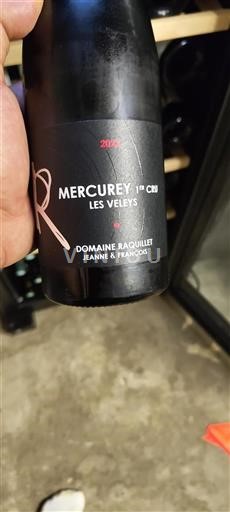 R
MERCUREY 1ER CRU
LES VELEYS
DOMAINE RAQUILLET
JEANNE & FRANÇOIS